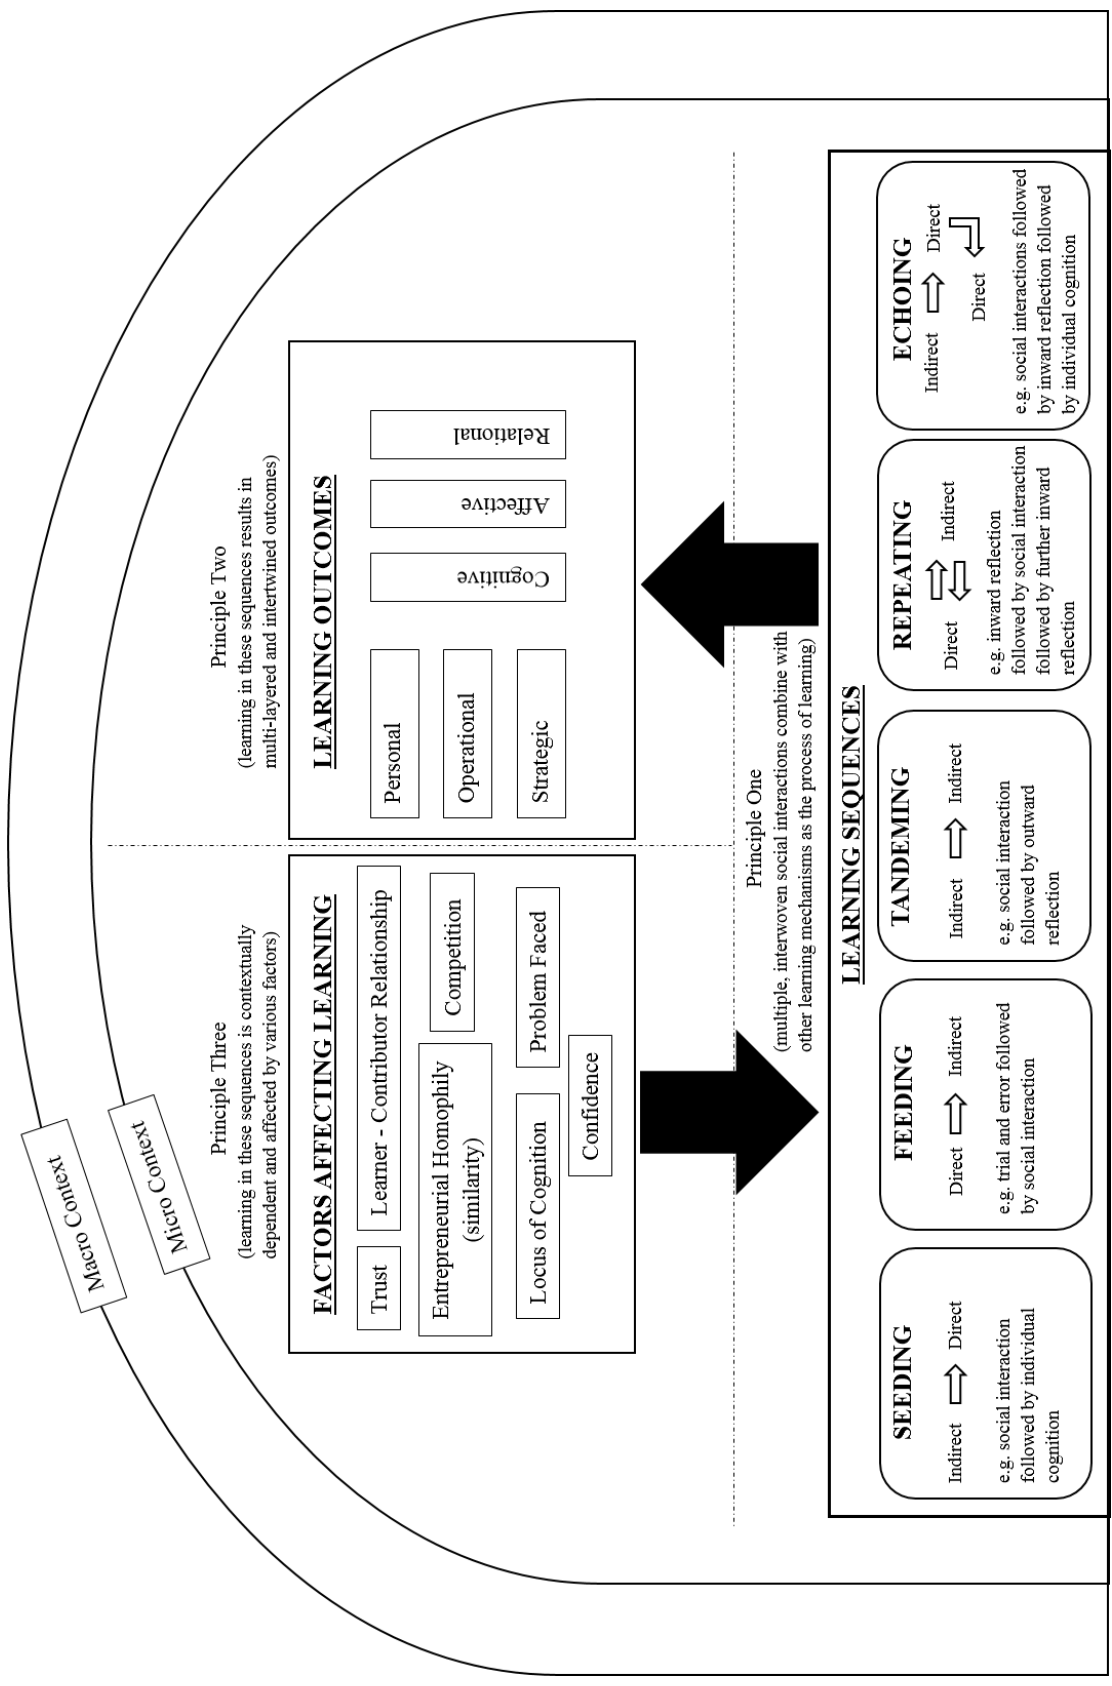 Macro Context
Micro Context
Principle Three
(learning in these sequences is contextually
dependent and affected by various factors)
FACTORS AFFECTING LEARNING
Trust
Learner - Contributor Relationship
Entrepreneurial Homophily
(similarity)
Competition
Locus of Cognition
Problem Faced
Confidence
Principle Two
(learning in these sequences results in
multi-layered and intertwined outcomes)
LEARNING OUTCOMES
Personal
Operational
Strategic
Cognitive
Affective
Relational
Principle One
(multiple, interwoven social interactions combine with
other learning mechanisms as the process of learning)
LEARNING SEQUENCES
SEEDING
Indirect Direct
e.g. social interaction
followed by individual
cognition
FEEDING
Direct Indirect
e.g. trial and error followed
by social interaction
TANDEMING
Indirect Indirect
e.g. social interaction
followed by outward
reflection
REPEATING
Direct Indirect
e.g. inward reflection
followed by social interaction
followed by further inward
reflection
ECHOING
Indirect Direct
Direct
e.g. social interactions followed
by inward reflection followed
by individual cognition